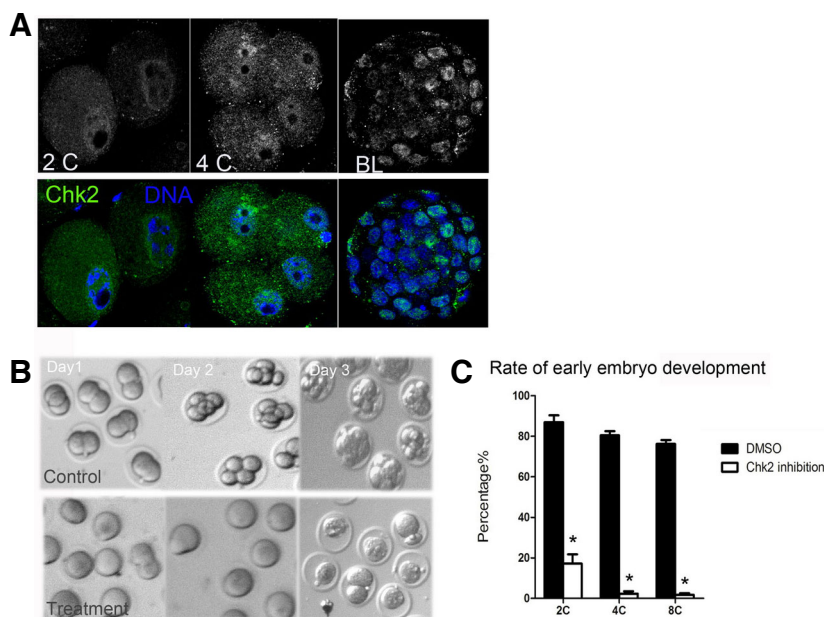 A
2 C
4 C
BL
Chk2
DNA
B
Day1
Day 2
Day 3
Control
Treatment
C
Rate of early embryo development
Percentage%
100
80
60
40
20
0
*
*
*
2C
4C
8C
DMSO
Chk2 inhibition